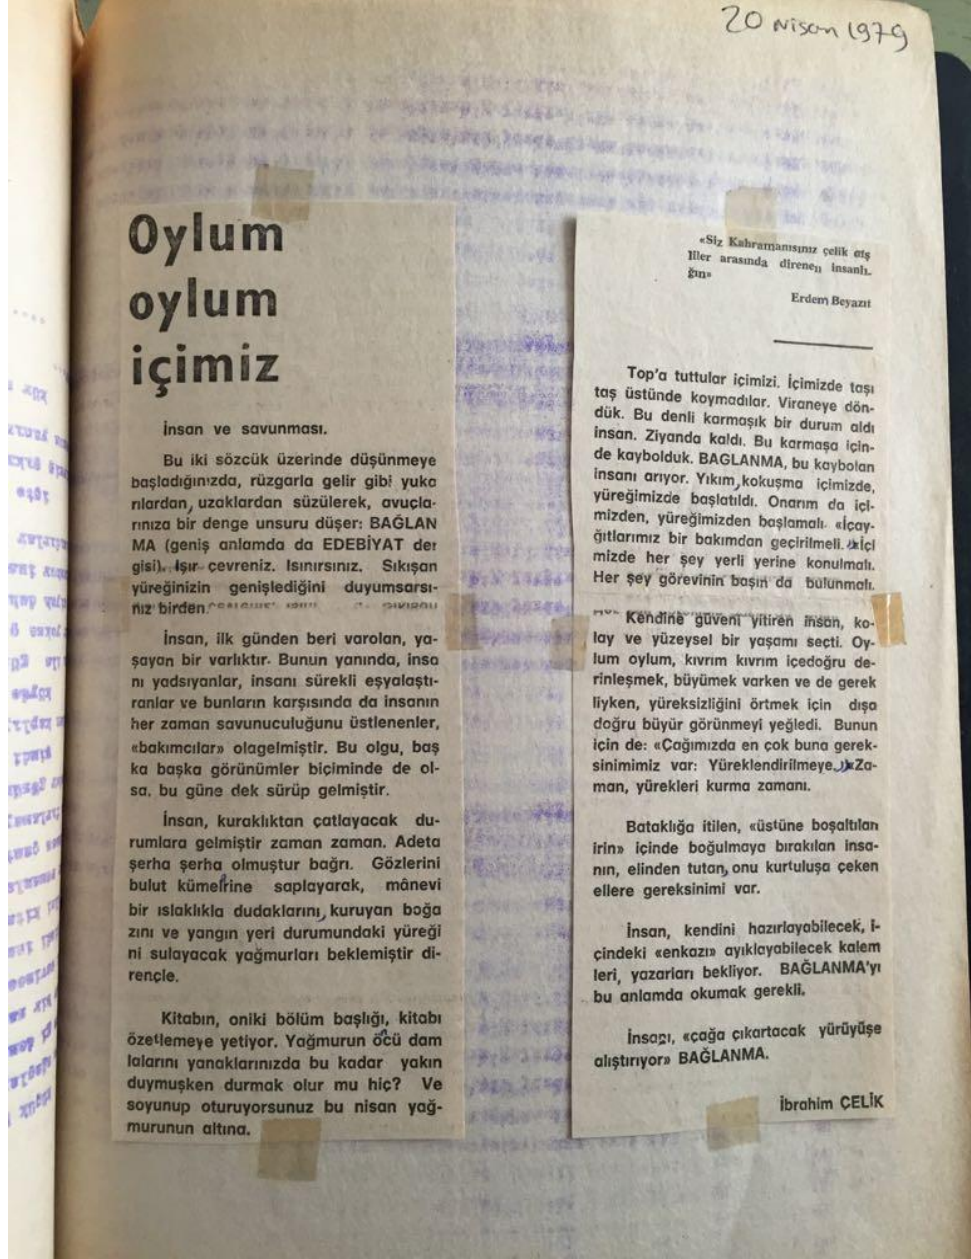 20 Nisan 1979
Oylum
oylum
içimiz
İnsan ve savunması.
Bu iki sözcük üzerinde düşünmeye
başladığınızda, rüzgarla gelir gibi yuka
rılardan, uzaklardan süzülerek, avuçla-
rınıza bir denge unsuru düşer: BAĞLAN
MA (geniş anlamda da EDEBİYAT der
gisi). Işır çevreniz. Isınırsınız. Sıkışan
yüreğinizin genişlediğini duyumsarsı-
nız birden.
İnsan, ilk günden beri varolan, ya-
şayan bir varlıktır. Bunun yanında, insa
nı yadsıyanlar, insanı sürekli eşyalaştı-
ranlar ve bunların karşısında da insanın
her zaman savunuculuğunu üstlenenler,
«bakımcılar» olagelmiştir. Bu olgu, baş
ka başka görünümler biçiminde de ol-
sa, bu güne dek sürüp gelmiştir.
İnsan, kuraklıktan çatlayacak du-
rumlara gelmiştir zaman zaman. Adeta
şerha şerha olmuştur bağrı. Gözlerini
bulut kümelrine saplayarak, mânevi
bir ıslaklıkla dudaklarını, kuruyan boğa
zını ve yangın yeri durumundaki yüreği
ni sulayacak yağmurları beklemiştir di-
rençle.
Kitabın, oniki bölüm başlığı, kitabı
özetlemeye yetiyor. Yağmurun öcü dam
lalarını yanaklarınızda bu kadar yakın
duymuşken durmak olur mu hiç? Ve
soyunup oturuyorsunuz bu nisan yağ-
murunun altına.
«Siz Kahramanısınız çelik diş
liler arasında direnen insanlı.
ğın»
Erdem Beyazıt
Top'a tuttular içimizi. İçimizde taşı
taş üstünde koymadılar. Viraneye dön-
dük. Bu denli karmaşık bir durum aldı
insan. Ziyanda kaldı. Bu karmaşa için-
de kaybolduk. BAGLANMA, bu kaybolan
insanı arıyor. Yıkım, kokuşma içimizde,
yüreğimizde başlatıldı. Onarım da içi-
mizden, yüreğimizden başlamalı. «İçay-
ğıtlarımız bir bakımdan geçirilmeli.» İçi
mizde her şey yerli yerine konulmalı.
Her şey görevinin başın da bulunmalı.
Kendine güveni yitiren insan, ko-
lay ve yüzeysel bir yaşamı seçti. Oy-
lum oylum, kıvrım kıvrım içedoğru de-
rinleşmek, büyümek varken ve de gerek
liyken, yüreksizliğini örtmek için dışa
doğru büyür görünmeyi yeğledi. Bunun
için de: «Çağımızda en çok buna gerek-
sinimimiz var: Yüreklendirilmeye.» Za-
man, yürekleri kurma zamanı.
Bataklığa itilen, «üstüne boşaltılan
irin» içinde boğulmaya bırakılan insa-
nın, elinden tutan, onu kurtuluşa çeken
ellere gereksinimi var.
İnsan, kendini hazırlayabilecek, i-
çindeki «enkazı» ayıklayabilecek kalem
leri, yazarları bekliyor. BAĞLANMA'yı
bu anlamda okumak gerekli.
İnsanı, «çağa çıkartacak yürüyüşe
alıştırıyor» BAĞLANMA.
İbrahim ÇELİK